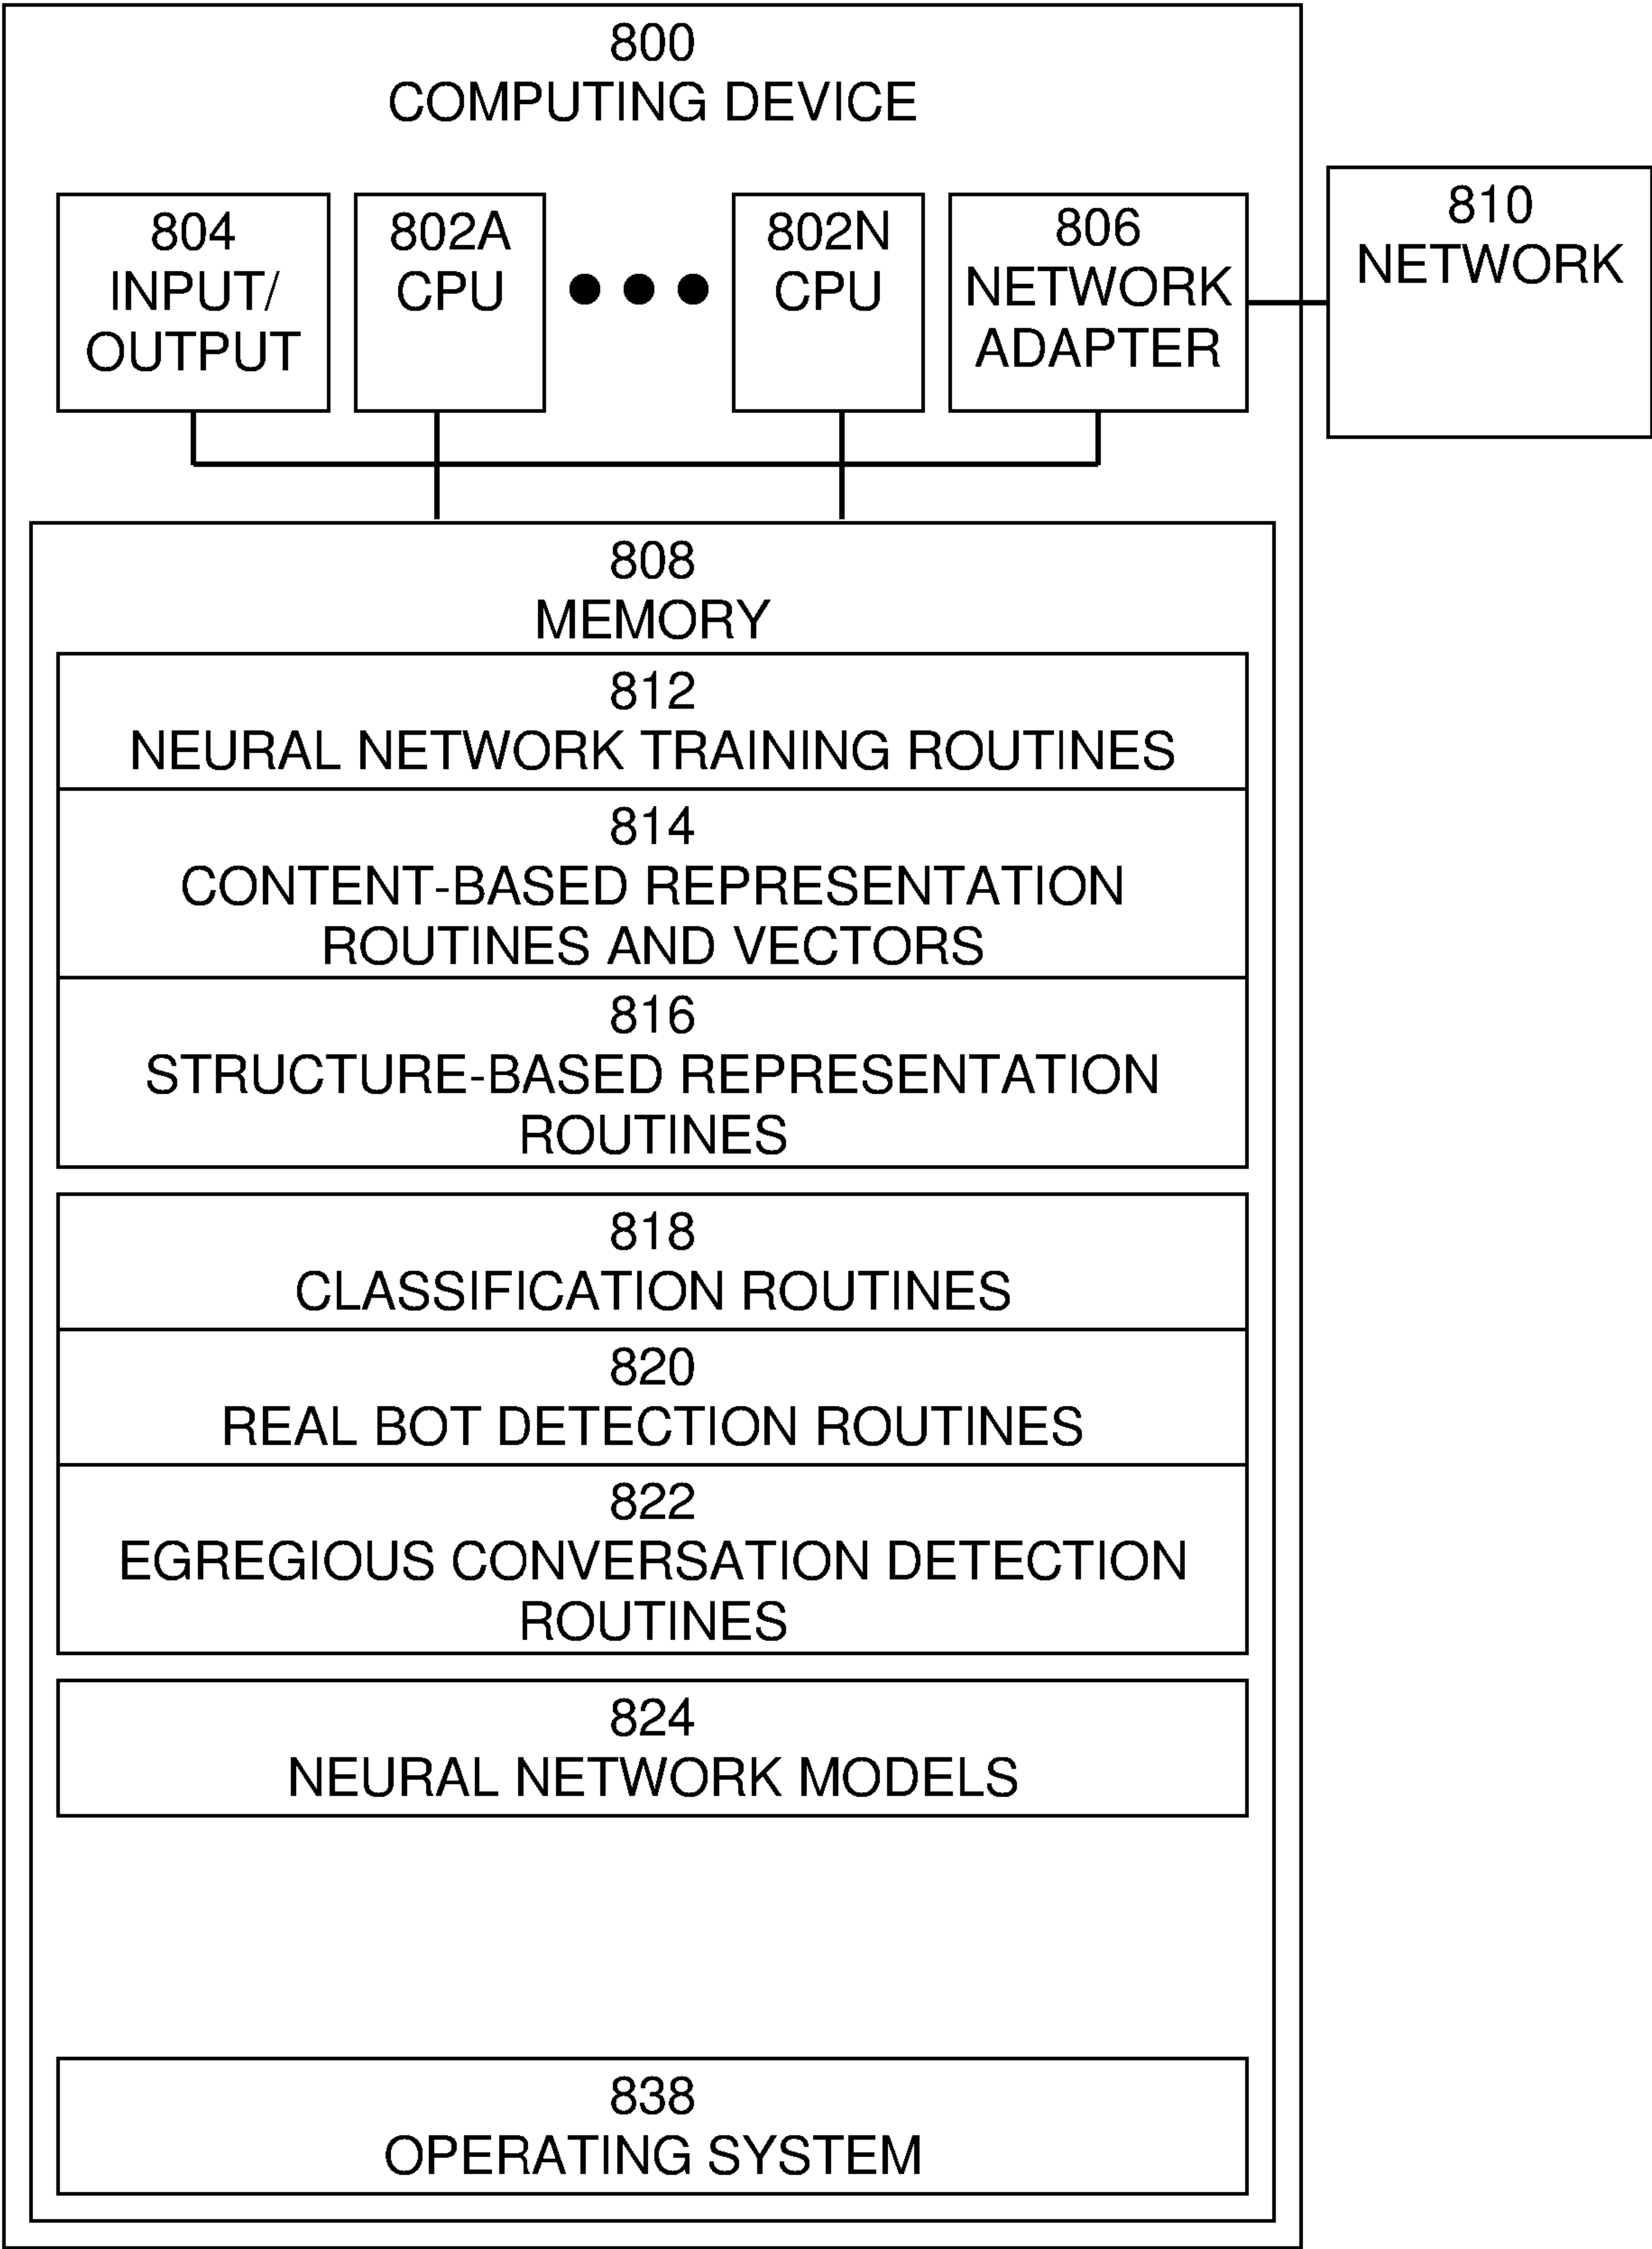 800
COMPUTING DEVICE
804
INPUT/
OUTPUT
802A
CPU
802N
CPU
806
NETWORK
ADAPTER
810
NETWORK
808
MEMORY
812
NEURAL NETWORK TRAINING ROUTINES
814
CONTENT-BASED REPRESENTATION
ROUTINES AND VECTORS
816
STRUCTURE-BASED REPRESENTATION
ROUTINES
818
CLASSIFICATION ROUTINES
820
REAL BOT DETECTION ROUTINES
822
EGREGIOUS CONVERSATION DETECTION
ROUTINES
824
NEURAL NETWORK MODELS
838
OPERATING SYSTEM